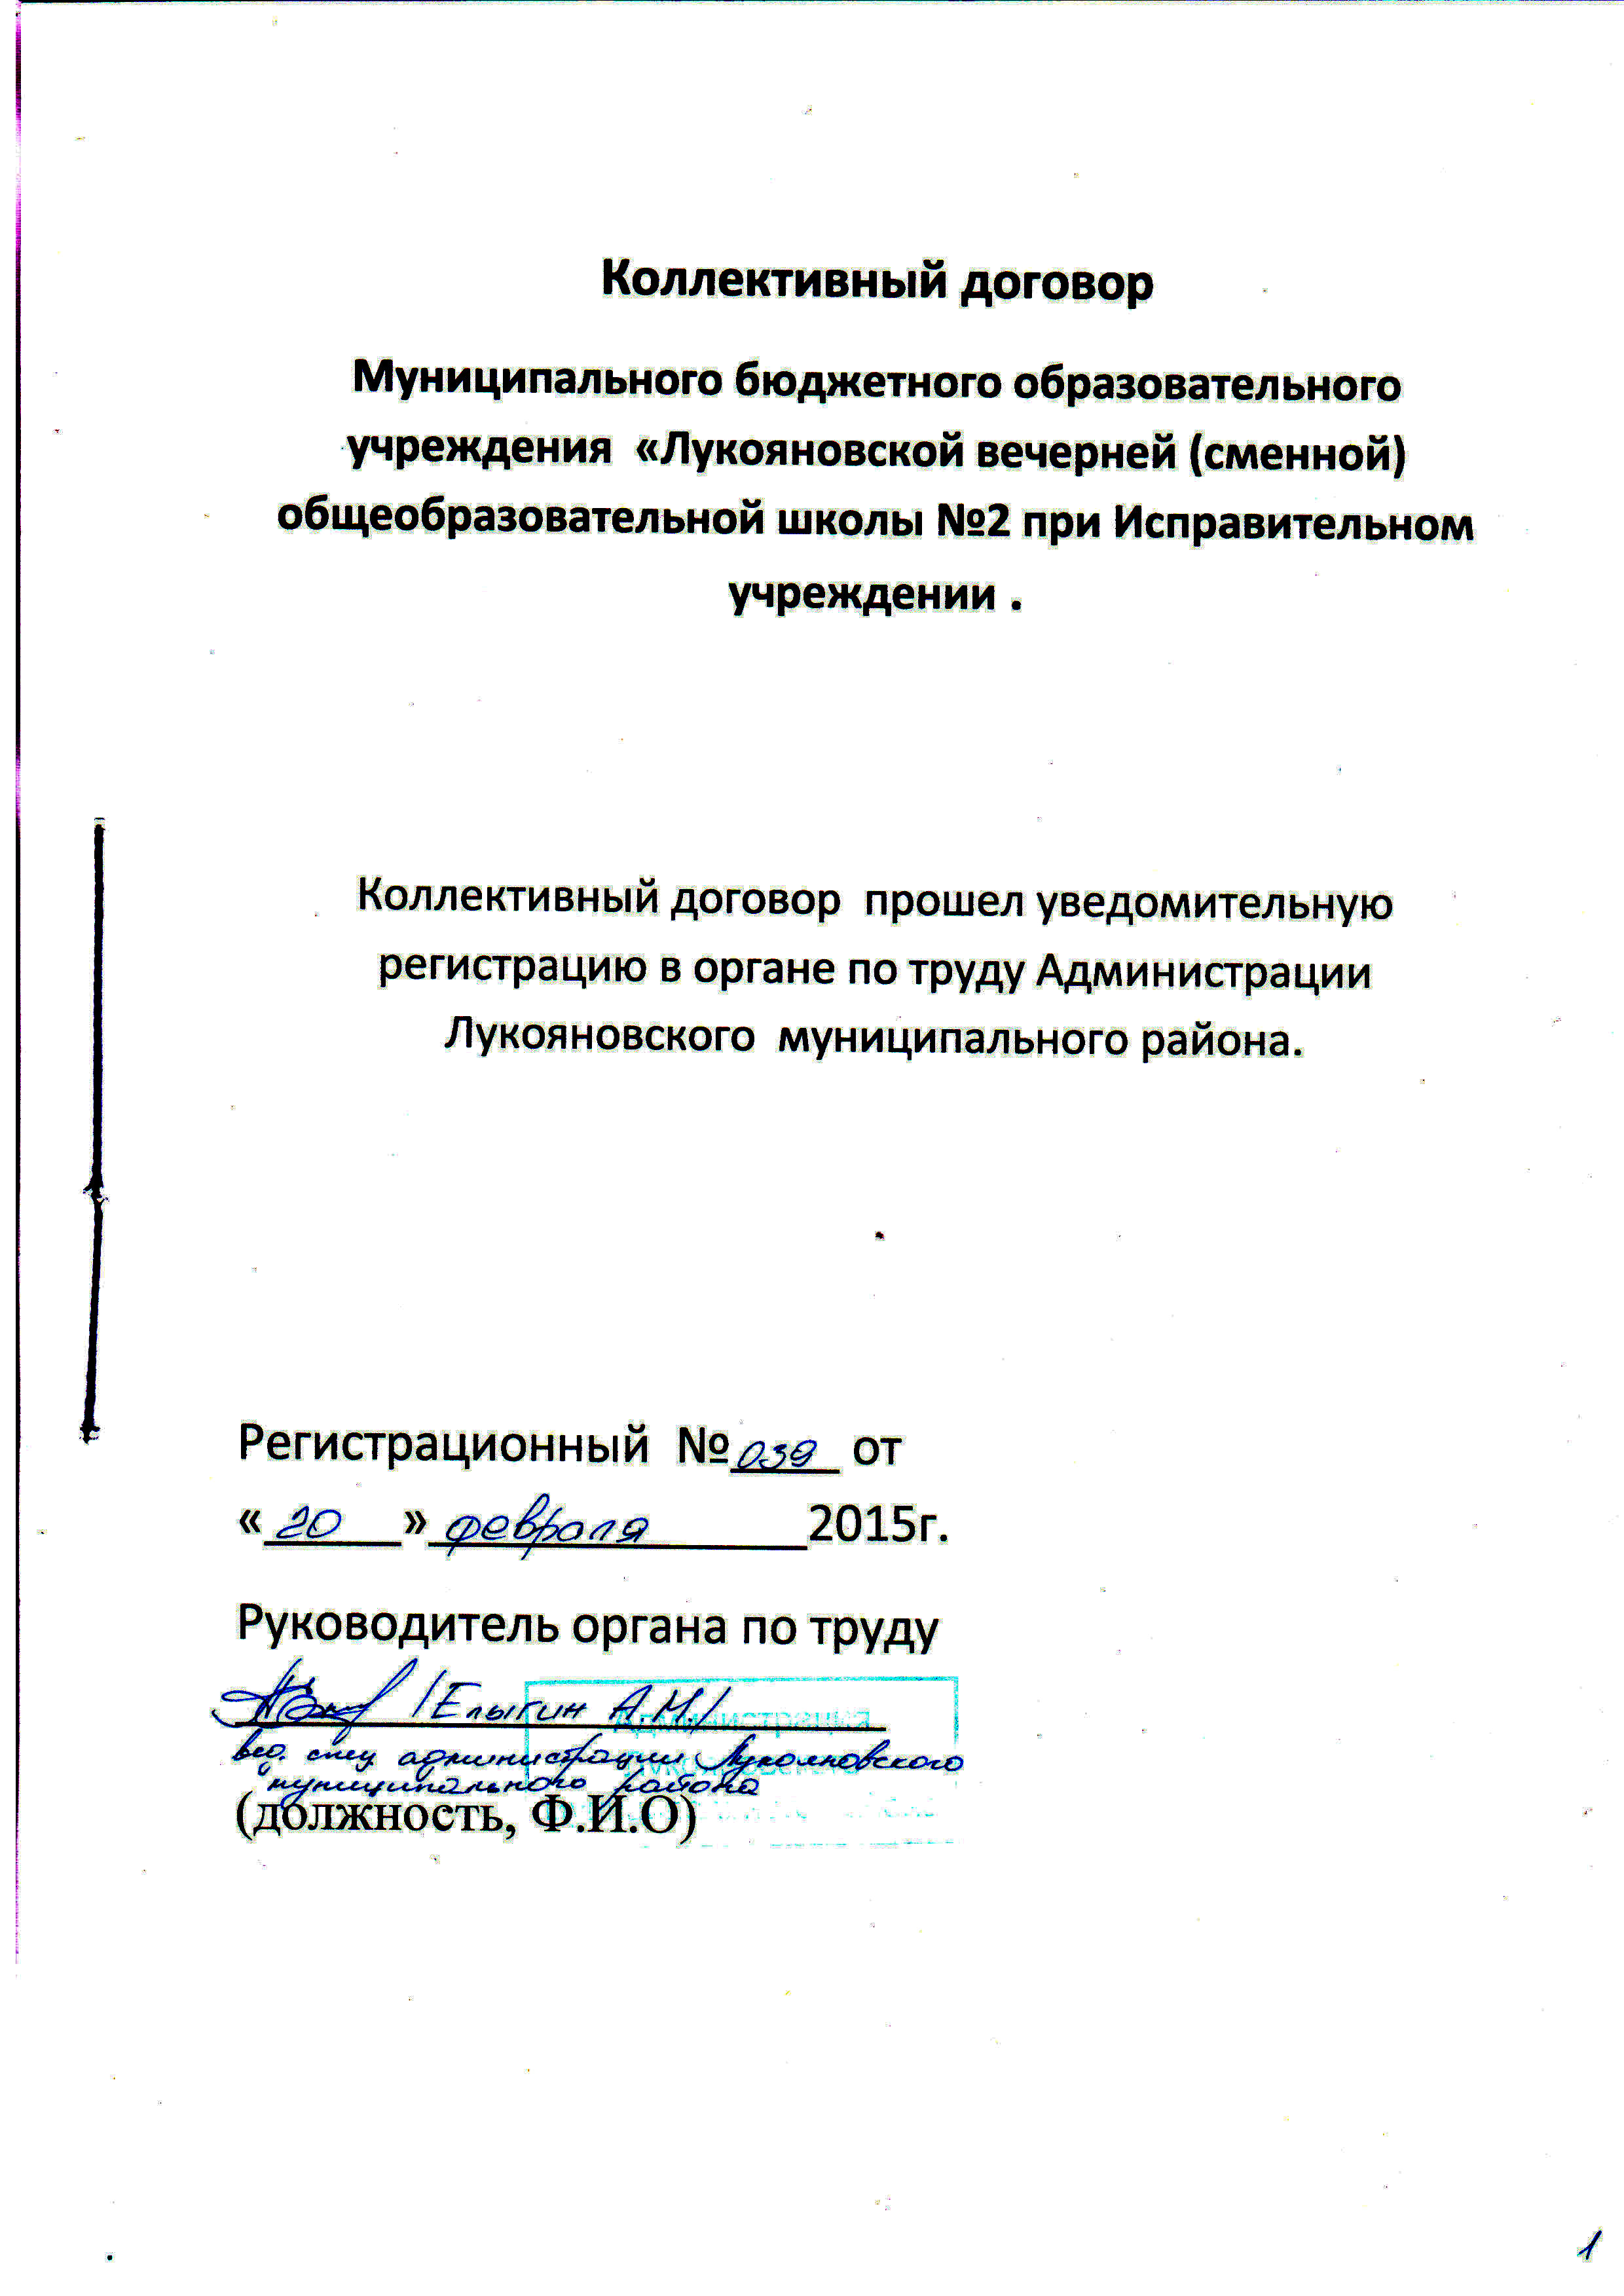 Коллективный договор
Муниципального бюджетного образовательного
учреждения «Лукояновской вечерней (сменной)
общеобразовательной школы №2 при Исправительном
учреждении .
Коллективный договор прошел уведомительную
регистрацию в органе по труду Администрации
Лукояновского муниципального района.
Регистрационный № 039 от
« 20 » февраля 2015г.
Руководитель органа по труду
/Елыгин А.М./
вед. спец администрации Лукояновского
муниципального района
(должность, Ф.И.О)
1